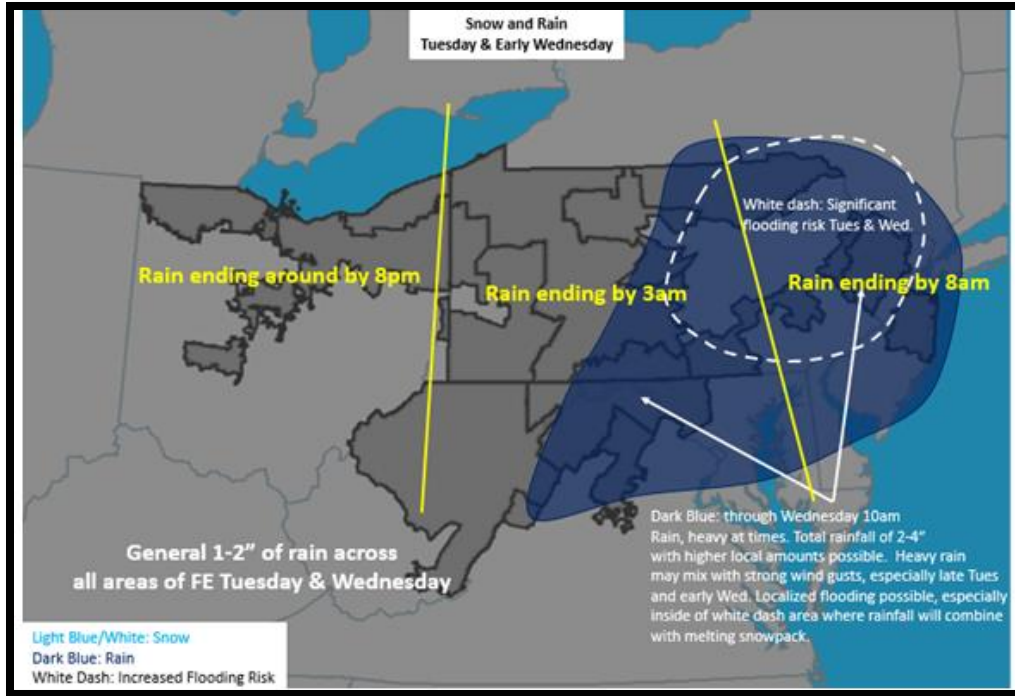 Snow and Rain
Tuesday & Early Wednesday
White dash: Significant
flooding risk Tues & Wed.
Rain ending around by 8pm
Rain ending by 3am
Rain ending by 8am
General 1-2” of rain across
all areas of FE Tuesday & Wednesday
Dark Blue: through Wednesday 10am
Rain, heavy at times. Total rainfall of 2-4”
with higher local amounts possible. Heavy rain
may mix with strong wind gusts, especially late Tues
and early Wed. Localized flooding possible, especially
inside of white dash area where rainfall will combine
with melting snowpack.
Light Blue/White: Snow
Dark Blue: Rain
White Dash: Increased Flooding Risk